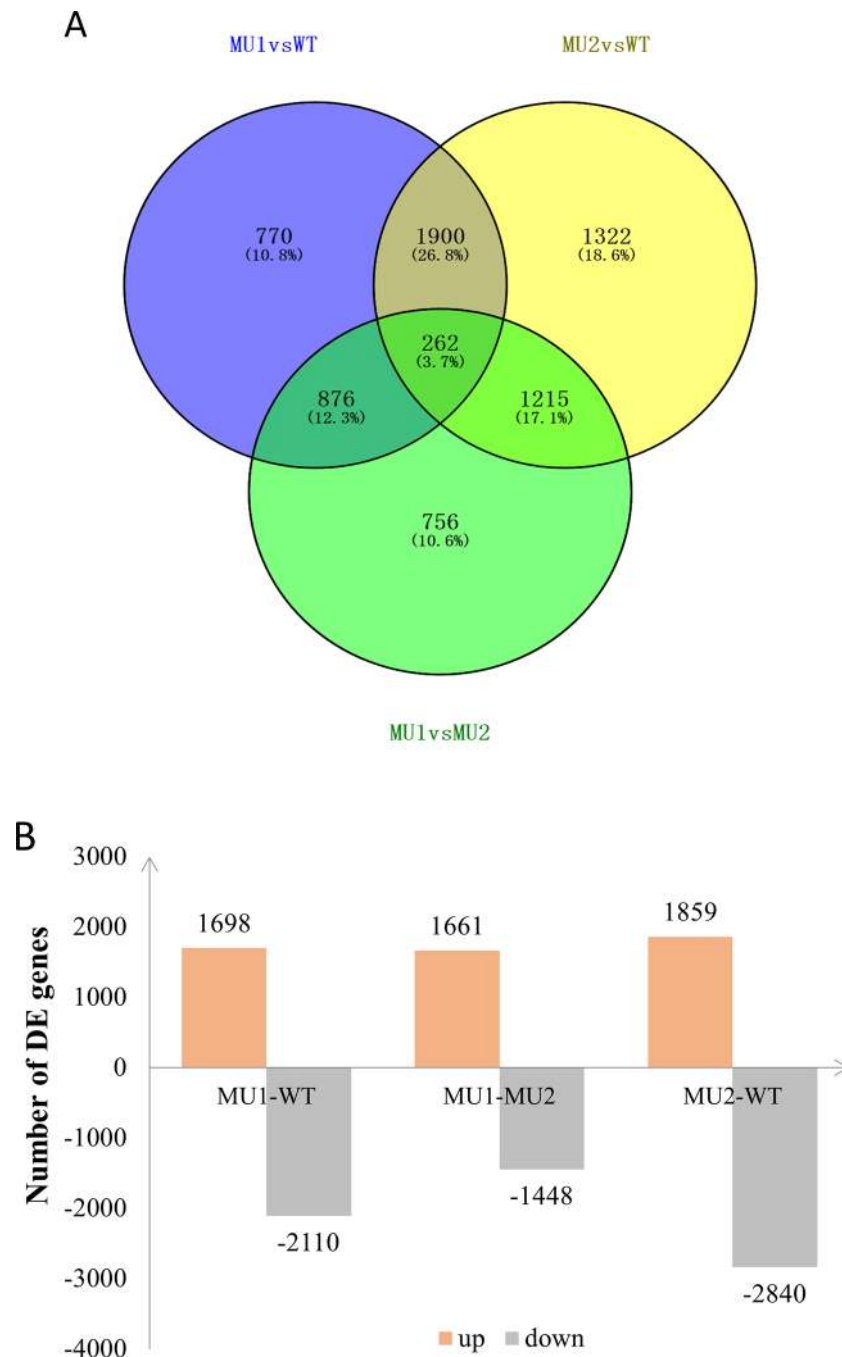 A
MU1vsWT
MU2vsWT
770
(10.8%)
1900
(26.8%)
1322
(18.6%)
262
(3.7%)
876
(12.3%)
1215
(17.1%)
756
(10.6%)
MU1vsMU2
B
Number of DE genes
3000
2000
1000
0
-1000
-2000
-3000
-4000
1698
1661
1859
MU1-WT
MU1-MU2
MU2-WT
-2110
-1448
-2840
up
down